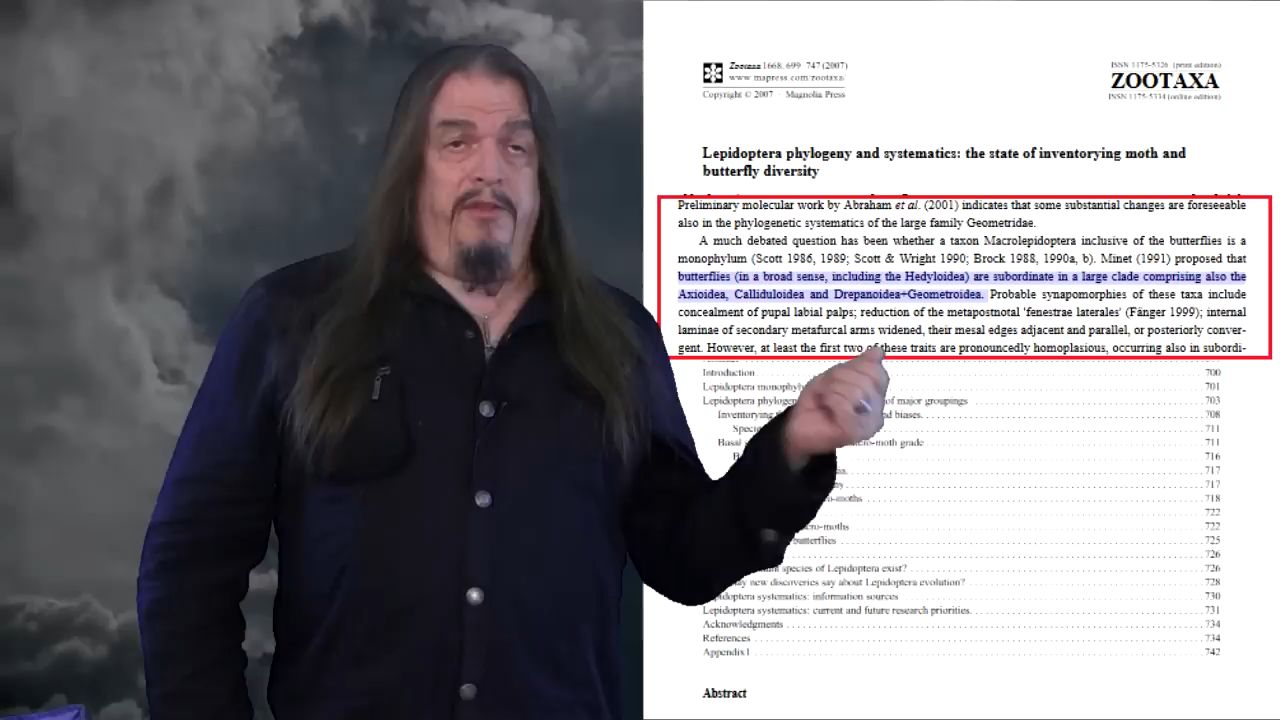 Zootaxa 1668: 699–747 (2007)
www.mapress.com/zootaxa/
Copyright © 2007 · Magnolia Press
ISSN 1175-5326 (print edition)
ZOOTAXA
ISSN 1175-5334 (online edition)
Lepidoptera phylogeny and systematics: the state of inventorying moth and
butterfly diversity
Preliminary molecular work by Abraham et al. (2001) indicates that some substantial changes are foreseeable
also in the phylogenetic systematics of the large family Geometridae.
A much debated question has been whether a taxon Macrolepidoptera inclusive of the butterflies is a
monophylum (Scott 1986, 1989; Scott & Wright 1990; Brock 1988, 1990a, b). Minet (1991) proposed that
butterflies (in a broad sense, including the Hedyloidea) are subordinate in a large clade comprising also the
Axioidea, Calliduloidea and Drepanoidea+Geometroidea. Probable synapomorphies of these taxa include
concealment of pupal labial palps; reduction of the metapostnotal 'fenestrae laterales' (Fänger 1999); internal
laminae of secondary metafurcal arms widened, their mesal edges adjacent and parallel, or posteriorly conver-
gent. However, at least the first two of these traits are pronouncedly homoplasious, occurring also in subordi-
Introduction 700
Lepidoptera monophyly 701
Lepidoptera phylogen of major groupings 703
Inventorying nd biases. 708
Speci 711
Basal micro-moth grade 711
716
717
717
ro-moths 718
722
cro-moths 722
butterflies 725
726
species of Lepidoptera exist? 726
new discoveries say about Lepidoptera evolution? 728
Lepidoptera systematics: information sources 730
Lepidoptera systematics: current and future research priorities. 731
Acknowledgments 734
References 734
Appendix1 742
Abstract